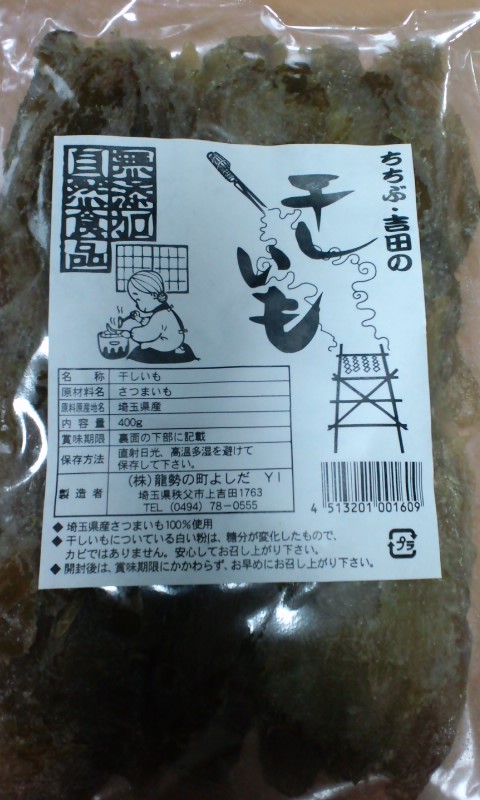 ちちぶ・吉田の
干し
いも
無添加
自然食品
名称 干しいも
原材料名 さつまいも
原料原産地名 埼玉県産
内容量 400g
賞味期限 裏面の下部に記載
保存方法 直射日光、高温多湿を避けて
保存して下さい。
製造者 (株)龍勢の町よしだ YI
埼玉県秩父市上吉田1763
TEL (0494) 78−0555
◆ 埼玉県産さつまいも100%使用
◆ 干しいもについている白い粉は、糖分が変化したもので、
カビではありません。安心してお召し上がり下さい。
◆ 開封後は、賞味期限にかかわらず、お早めにお召し上がり下さい。
4 513201 001609
プラ